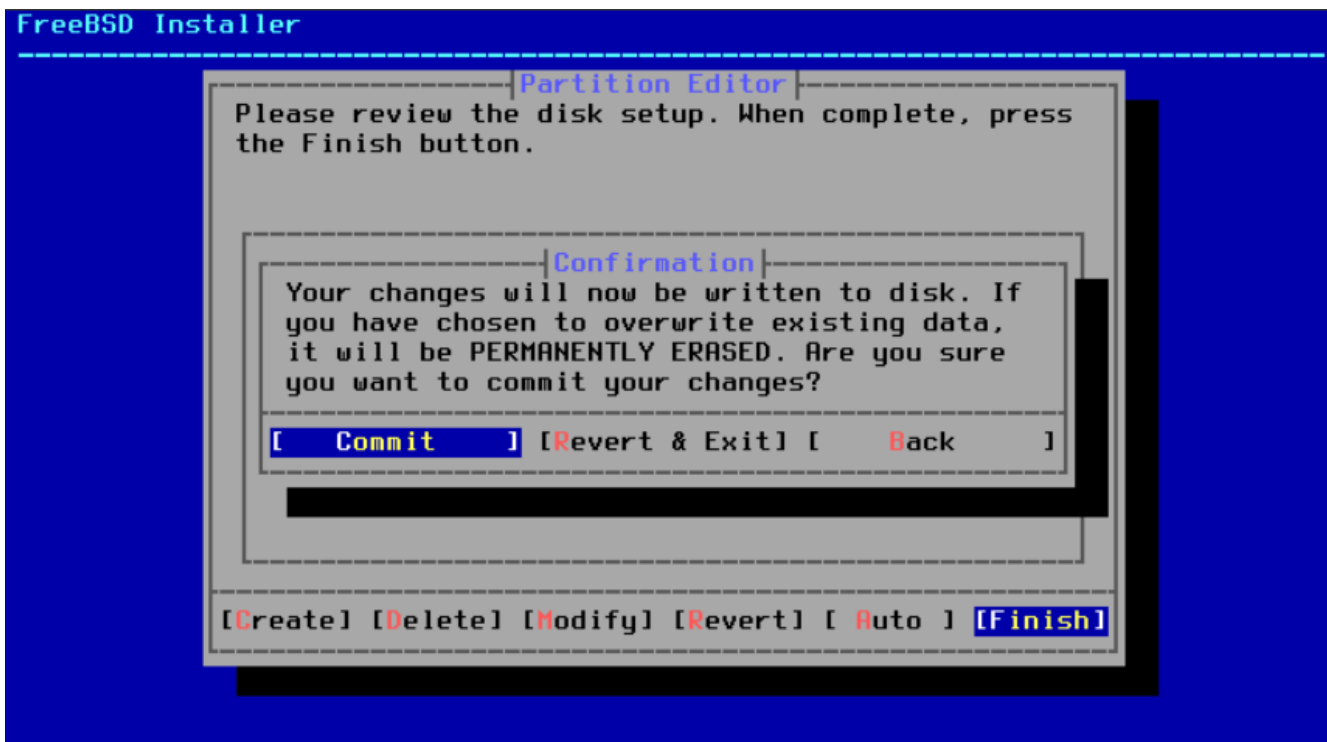 FreeBSD Installer
Partition Editor
Please review the disk setup. When complete, press
the Finish button.
Confirmation
Your changes will now be written to disk. If
you have chosen to overwrite existing data,
it will be PERMANENTLY ERASED. Are you sure
you want to commit your changes?
[ Commit ] [Revert & Exit] [ Back ]
[Create] [Delete] [Modify] [Revert] [ Auto ] [Finish]